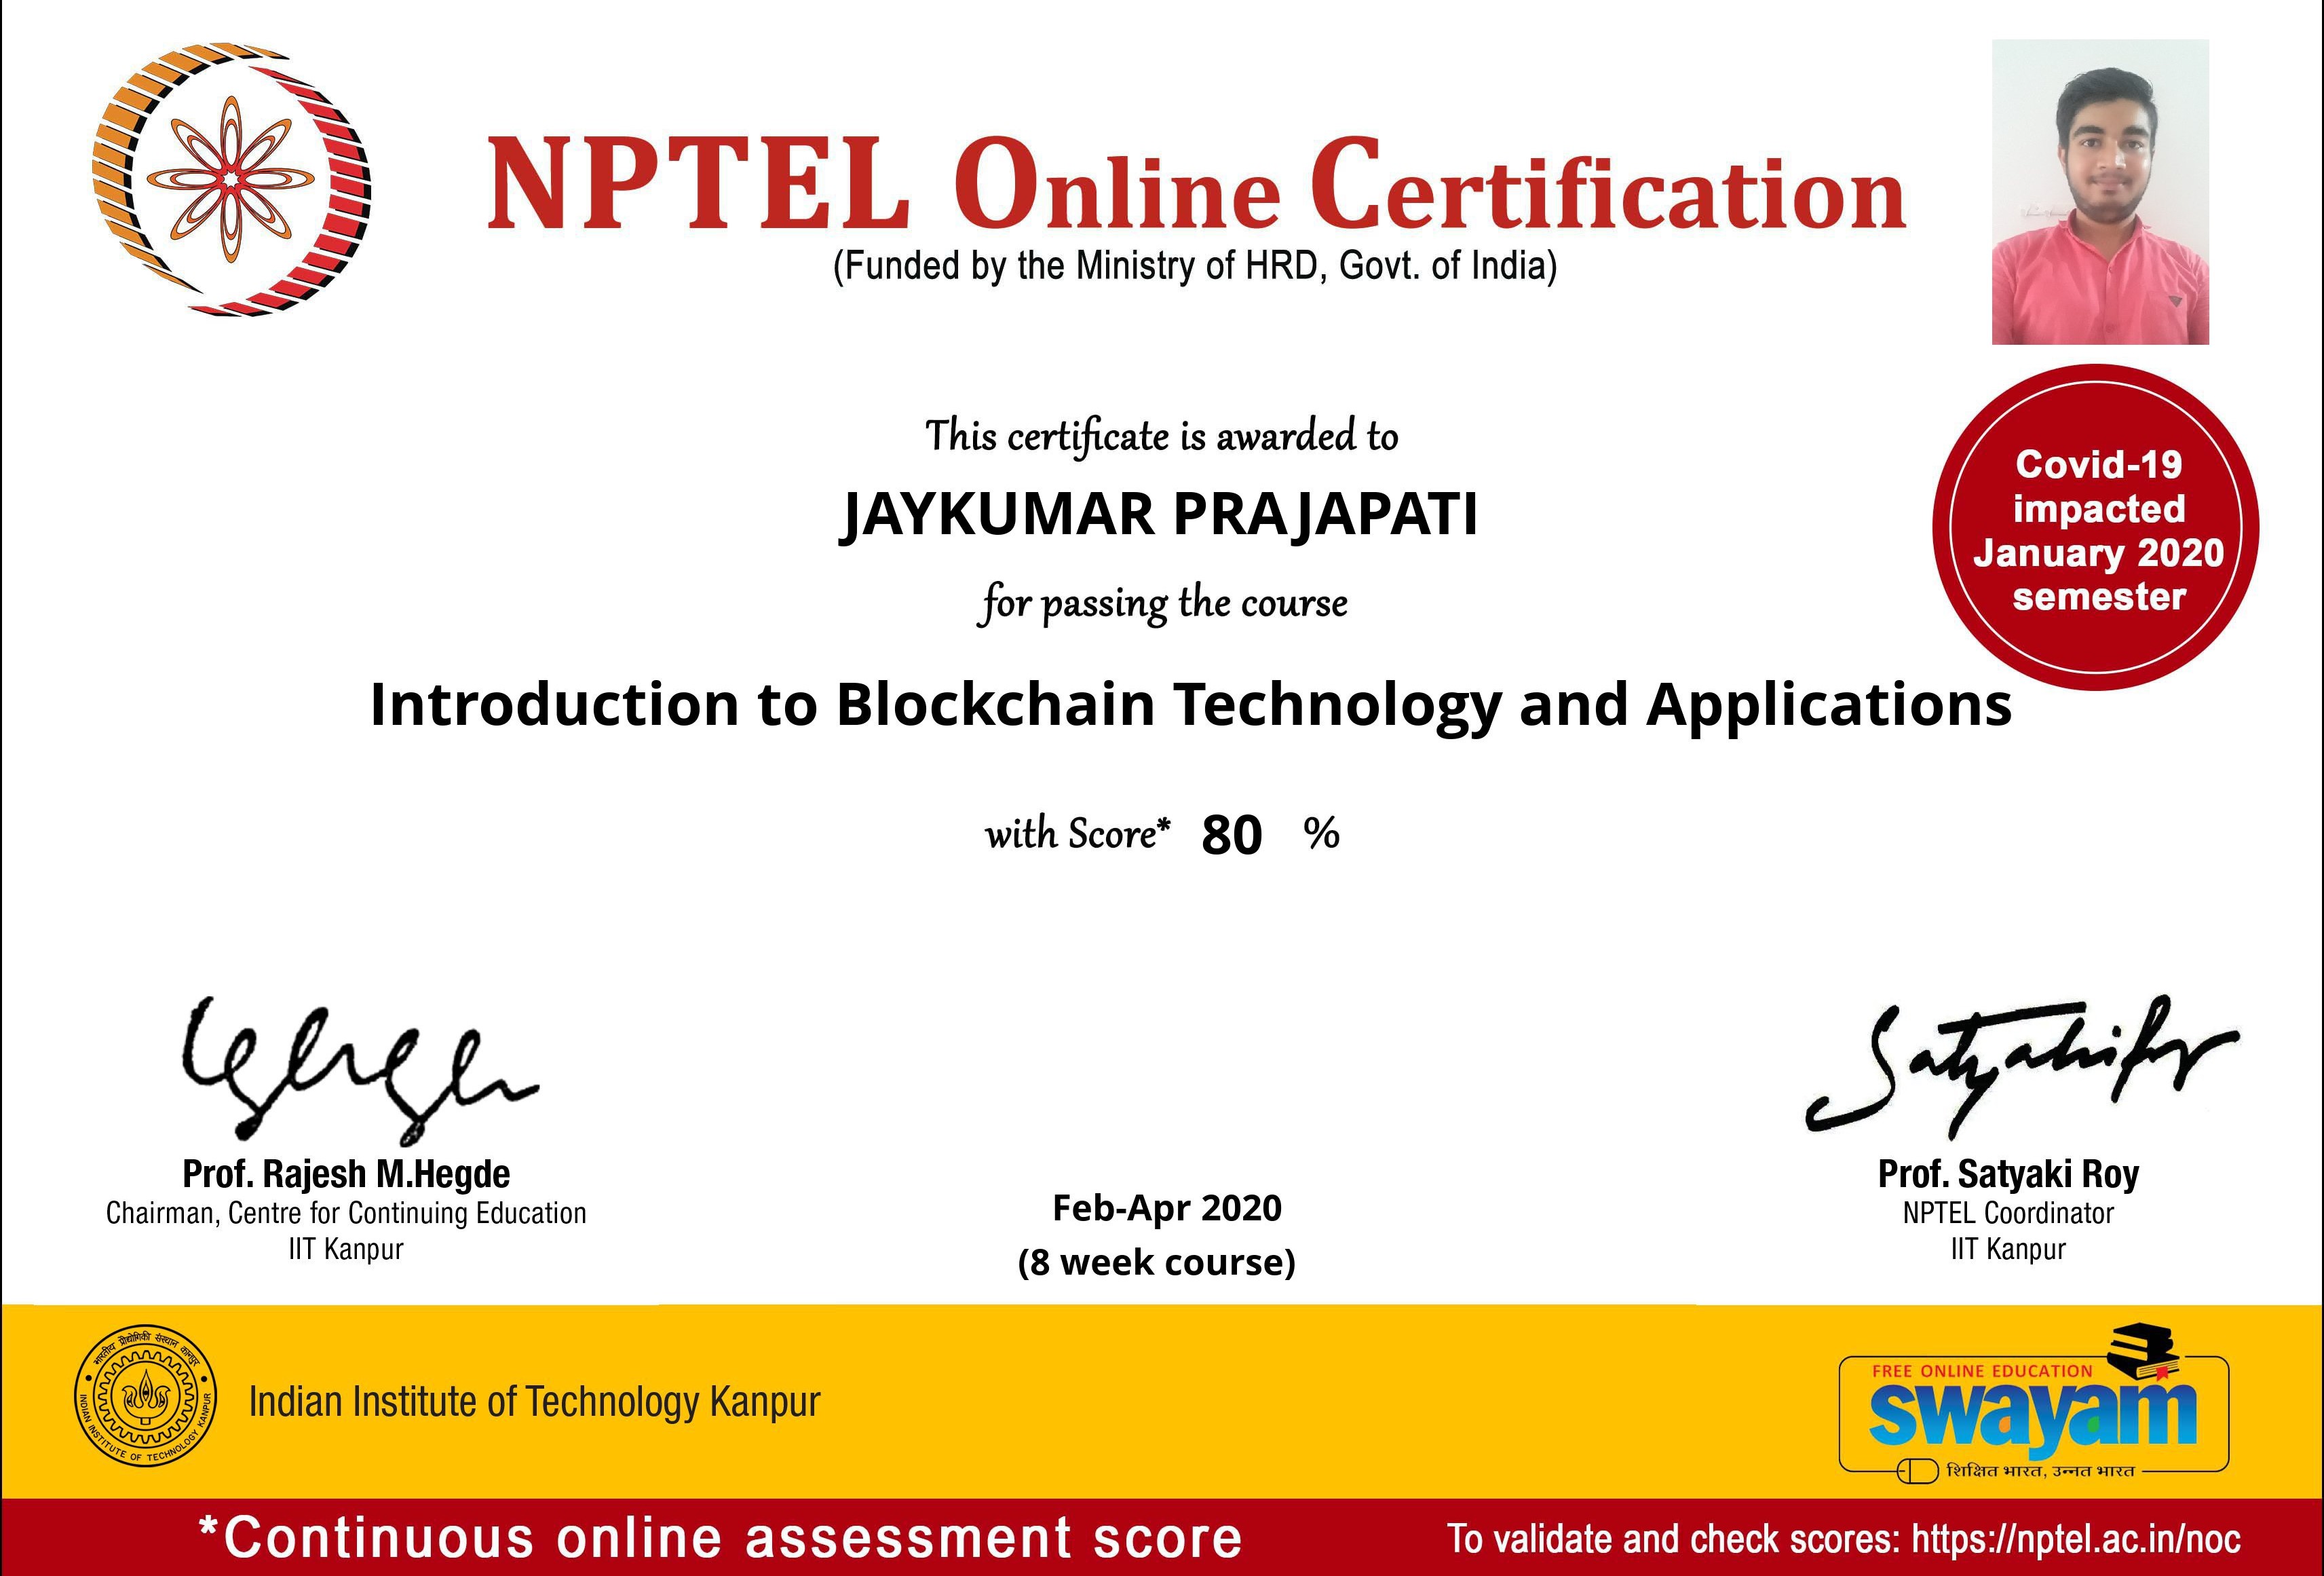 NPTEL Online Certification
(Funded by the Ministry of HRD, Govt. of India)
This certificate is awarded to
JAYKUMAR PRAJAPATI
for passing the course
Covid-19
impacted
January 2020
semester
Introduction to Blockchain Technology and Applications
with Score* 80 %
Prof. Rajesh M.Hegde
Chairman, Centre for Continuing Education
IIT Kanpur
Feb-Apr 2020
(8 week course)
Prof. Satyaki Roy
NPTEL Coordinator
IIT Kanpur
भारतीय प्रौद्योगिकी संस्थान कानपुर
INDIAN INSTITUTE OF TECHNOLOGY KANPUR
Indian Institute of Technology Kanpur
FREE ONLINE EDUCATION
swayam
शिक्षित भारत, उन्नत भारत
*Continuous online assessment score
To validate and check scores: https://nptel.ac.in/noc